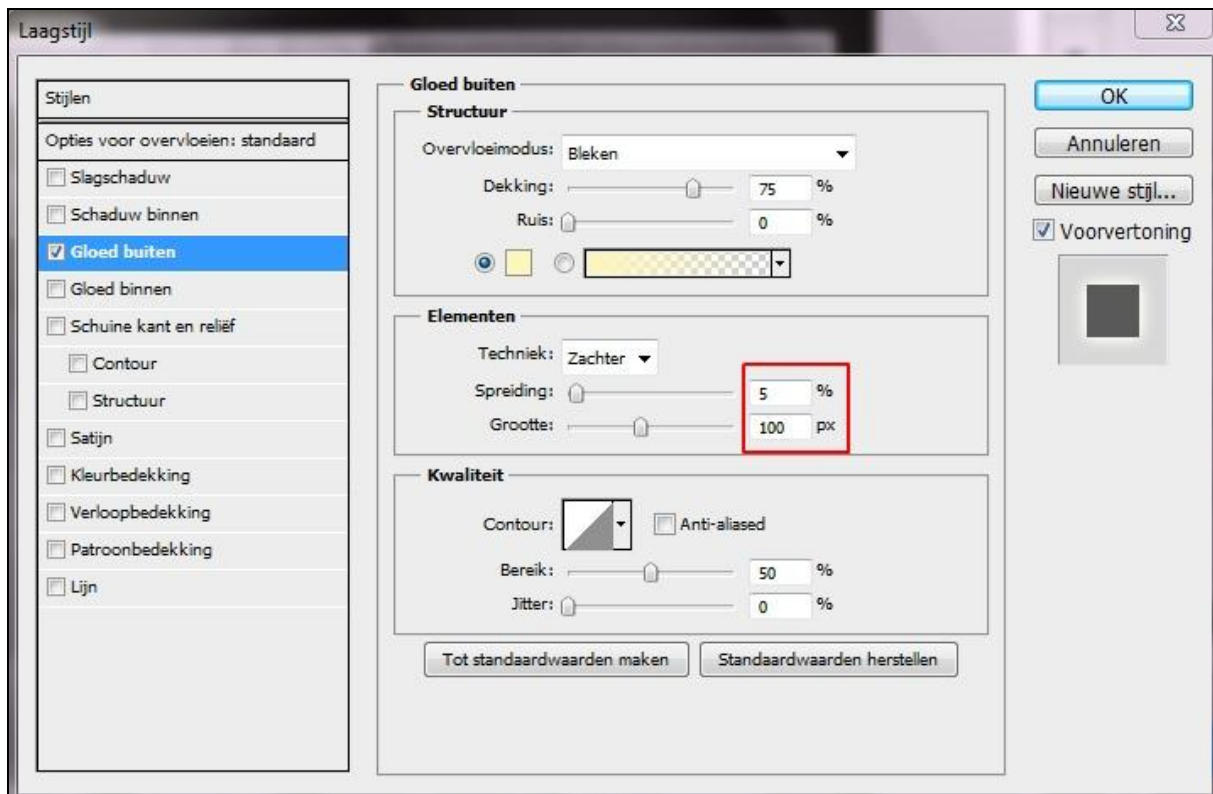 Laagstijl
Stijlen
Opties voor overvloeien: standaard
Slagschaduw
Schaduw binnen
Gloed buiten
Gloed binnen
Schuine kant en reliëf
Contour
Structuur
Satijn
Kleurbedekking
Verloopbedekking
Patroonbedekking
Lijn
Gloed buiten
Structuur
Overvloeimodus: Bleken
Dekking: 75 %
Ruis: 0 %
Elementen
Techniek: Zachter
Spreiding: 5 %
Grootte: 100 px
Kwaliteit
Contour: Anti-aliased
Bereik: 50 %
Jitter: 0 %
Tot standaardwaarden maken Standaardwaarden herstellen
OK
Annuleren
Nieuwe stijl...
Voorvertoning